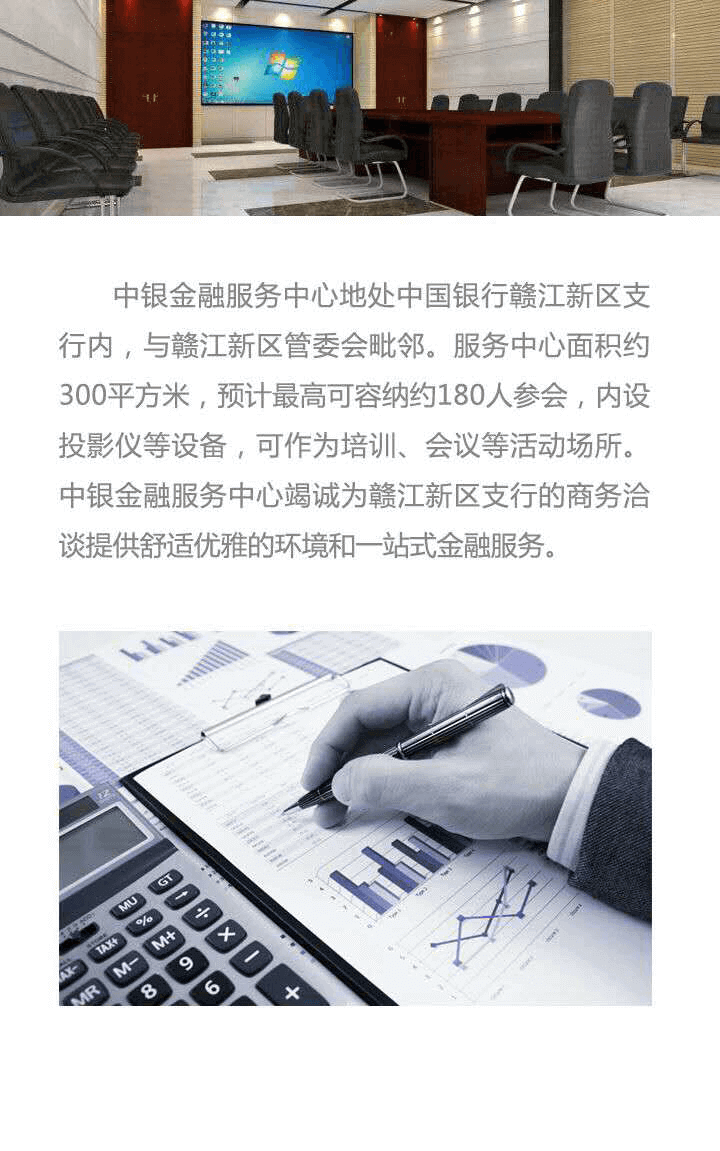 中银金融服务中心地处中国银行赣江新区支
行内，与赣江新区管委会毗邻。服务中心面积约
300平方米，预计最高可容纳约180人参会，内设
投影仪等设备，可作为培训、会议等活动场所。
中银金融服务中心竭诚为赣江新区支行的商务洽
谈提供舒适优雅的环境和一站式金融服务。
12
GT
MU
→
%
÷
TAX+
M+
×
TAX-
M-
9
－
MR
8
6
+